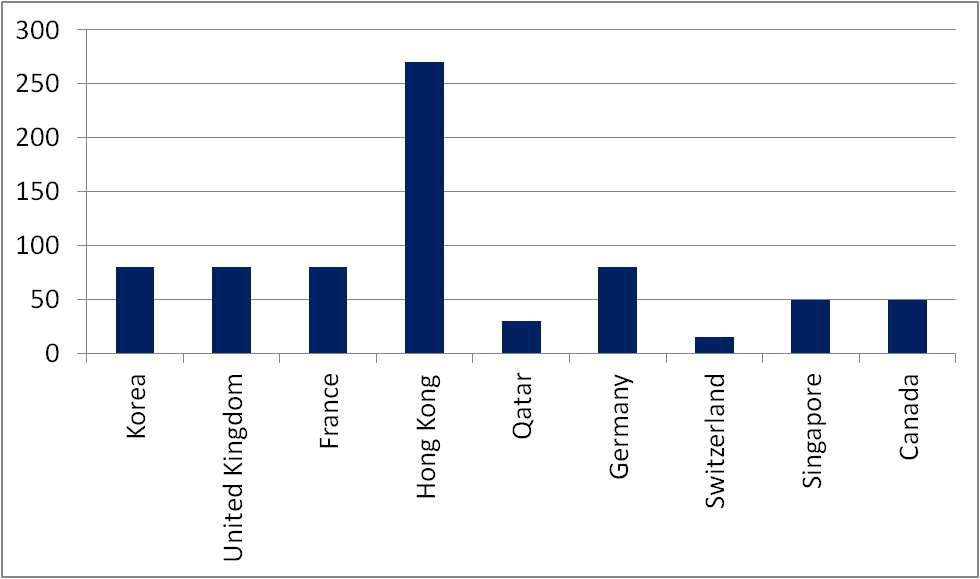 300
250
200
150
100
50
0
Korea
United Kingdom
France
Hong Kong
Qatar
Germany
Switzerland
Singapore
Canada